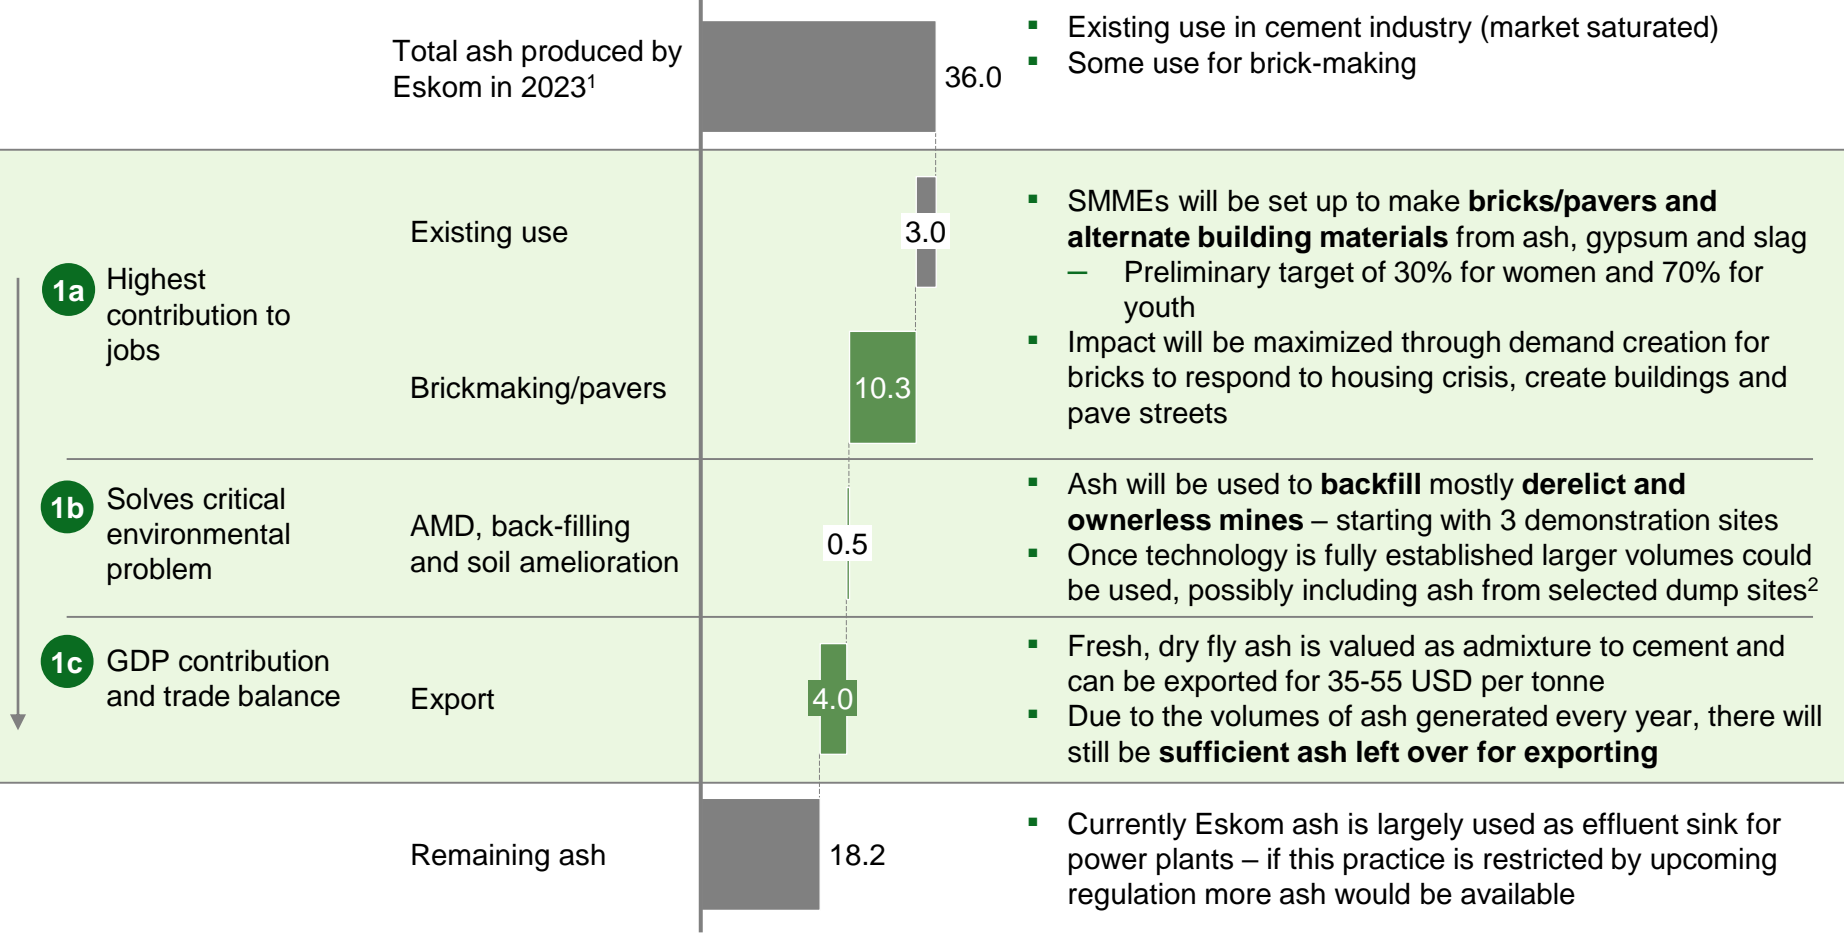 Total ash produced by
Eskom in 2023¹
36.0
▪ Existing use in cement industry (market saturated)
▪ Some use for brick-making
1a
Highest
contribution to
jobs
Existing use
3.0
Brickmaking/pavers
10.3
▪ SMMEs will be set up to make bricks/pavers and
alternate building materials from ash, gypsum and slag
– Preliminary target of 30% for women and 70% for
youth
▪ Impact will be maximized through demand creation for
bricks to respond to housing crisis, create buildings and
pave streets
1b
Solves critical
environmental
problem
AMD, back-filling
and soil amelioration
0.5
▪ Ash will be used to backfill mostly derelict and
ownerless mines – starting with 3 demonstration sites
▪ Once technology is fully established larger volumes could
be used, possibly including ash from selected dump sites²
1c
GDP contribution
and trade balance
Export
4.0
▪ Fresh, dry fly ash is valued as admixture to cement and
can be exported for 35-55 USD per tonne
▪ Due to the volumes of ash generated every year, there will
still be sufficient ash left over for exporting
Remaining ash
18.2
▪ Currently Eskom ash is largely used as effluent sink for
power plants – if this practice is restricted by upcoming
regulation more ash would be available